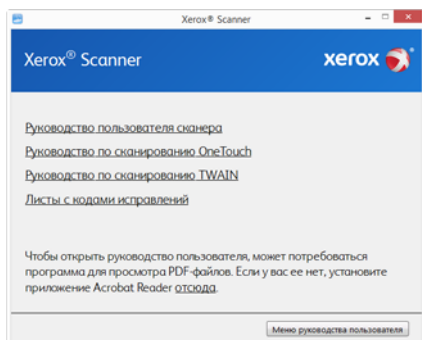 Xerox® Scanner
Xerox® Scanner
xerox
Руководство пользователя сканера
Руководство по сканированию OneTouch
Руководство по сканированию TWAIN
Листы с кодами исправлений
Чтобы открыть руководство пользователя, может потребоваться
программа для просмотра PDF-файлов. Если у вас ее нет, установите
приложение Acrobat Reader отсюда.
Меню руководства пользователя